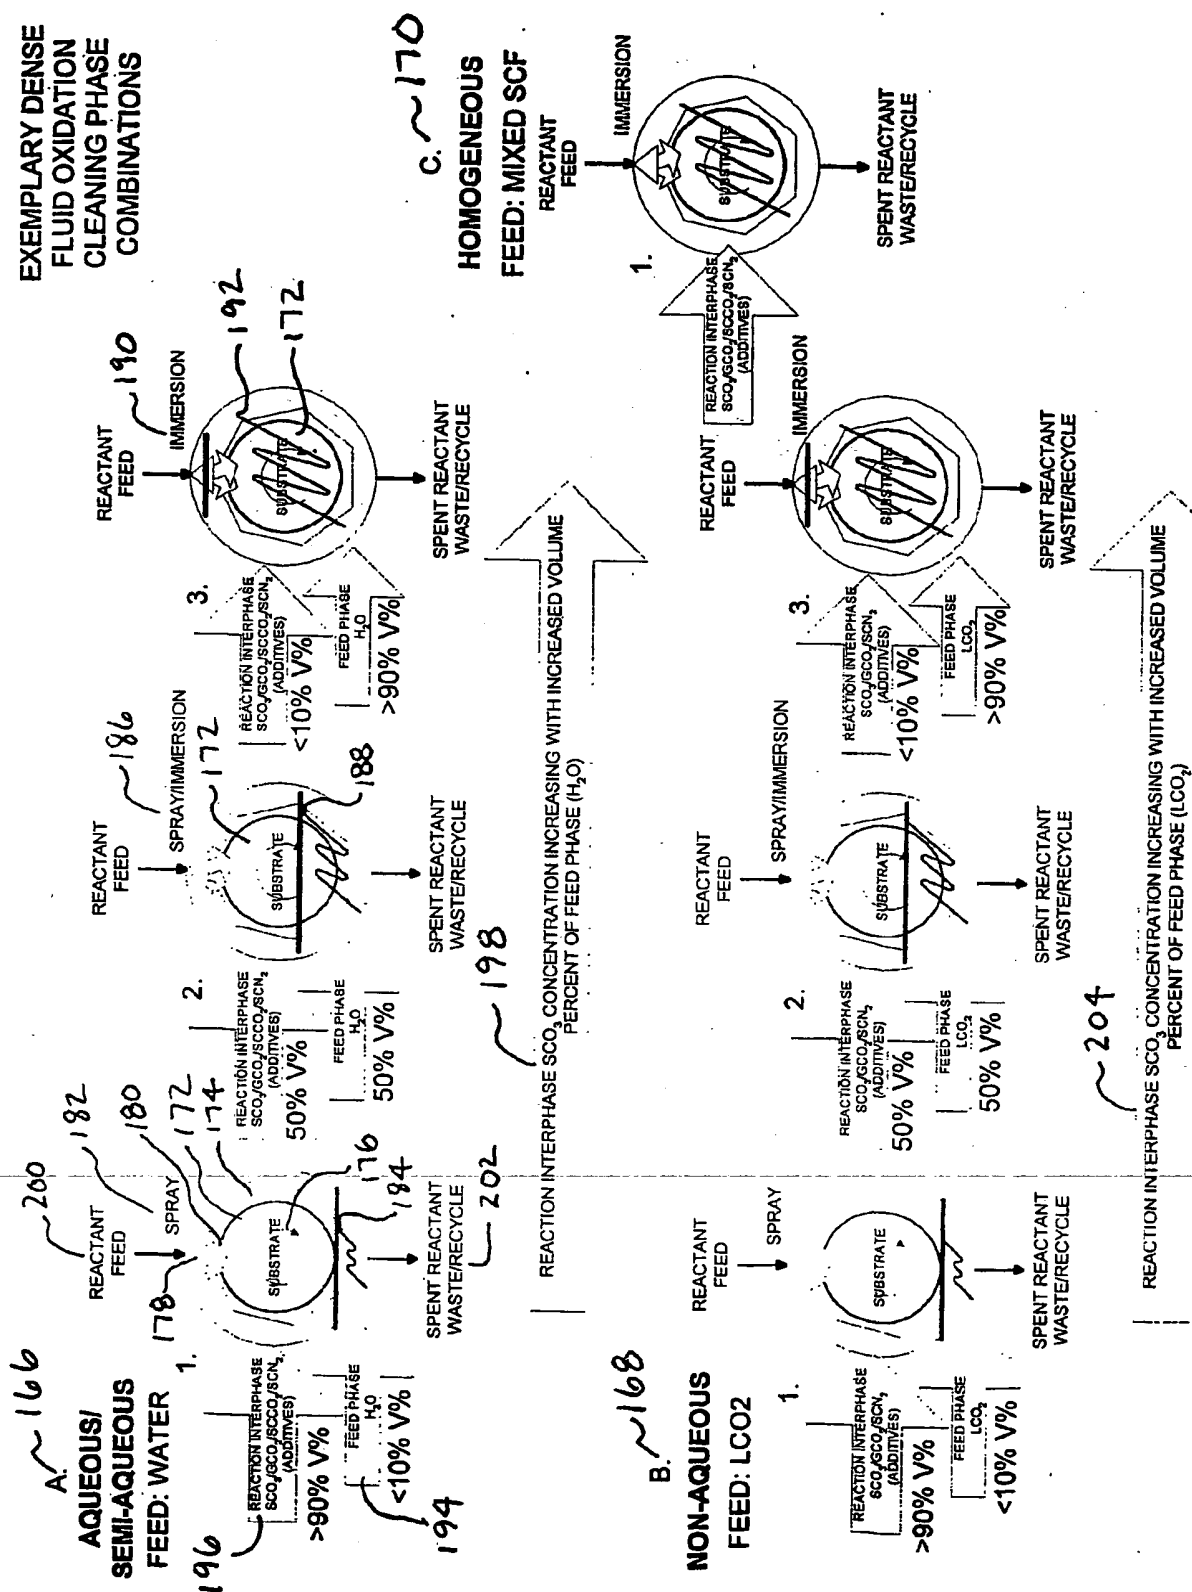 EXEMPLARY DENSE
FLUID OXIDATION
CLEANING PHASE
COMBINATIONS
A. ~166
AQUEOUS/
SEMI-AQUEOUS
FEED: WATER
1.
196
REACTION INTERPHASE
SCO3/GCO2/SCCO2/SCN2
(ADDITIVES)
>90% V%
FEED PHASE
H2O
<10% V%
194
200
182
180
172
174
REACTANT
FEED
SPRAY
178
SUBSTRATE
176
184
SPENT REACTANT
WASTE/RECYCLE
202
2.
REACTION INTERPHASE
SCO3/GCO2/SCCO2/SCN2
(ADDITIVES)
50% V%
FEED PHASE
H2O
50% V%
186
REACTANT
FEED
SPRAY/IMMERSION
172
SUBSTRATE
188
SPENT REACTANT
WASTE/RECYCLE
3.
REACTION INTERPHASE
SCO3/GCO2/SCCO2/SCN2
(ADDITIVES)
<10% V%
FEED PHASE
H2O
>90% V%
190
REACTANT
FEED
IMMERSION
192
SUBSTRATE
172
SPENT REACTANT
WASTE/RECYCLE
198
REACTION INTERPHASE SCO3 CONCENTRATION INCREASING WITH INCREASED VOLUME
PERCENT OF FEED PHASE (H2O)
B. ~168
NON-AQUEOUS
FEED: LCO2
1.
REACTION INTERPHASE
SCO3/GCO2/SCN2
(ADDITIVES)
>90% V%
FEED PHASE
LCO2
<10% V%
REACTANT
FEED
SPRAY
SUBSTRATE
SPENT REACTANT
WASTE/RECYCLE
2.
REACTION INTERPHASE
SCO3/GCO2/SCN2
(ADDITIVES)
50% V%
FEED PHASE
LCO2
50% V%
REACTANT
FEED
SPRAY/IMMERSION
SUBSTRATE
SPENT REACTANT
WASTE/RECYCLE
3.
REACTION INTERPHASE
SCO3/GCO2/SCN2
(ADDITIVES)
<10% V%
FEED PHASE
LCO2
>90% V%
REACTANT
FEED
IMMERSION
SUBSTRATE
SPENT REACTANT
WASTE/RECYCLE
204
REACTION INTERPHASE SCO3 CONCENTRATION INCREASING WITH INCREASED VOLUME
PERCENT OF FEED PHASE (LCO2)
C. ~170
HOMOGENEOUS
FEED: MIXED SCF
1.
REACTION INTERPHASE
SCO3/GCO2/SCCO2/SCN2
(ADDITIVES)
REACTANT
FEED
IMMERSION
SUBSTRATE
SPENT REACTANT
WASTE/RECYCLE